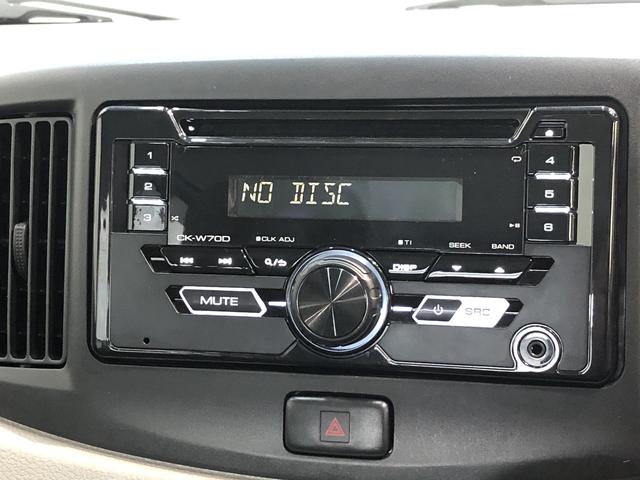 1
2
3
4
5
6
NO DISC
CK-W70D
CLK ADJ
TI
SEEK
BAND
DISP
MUTE
SRC